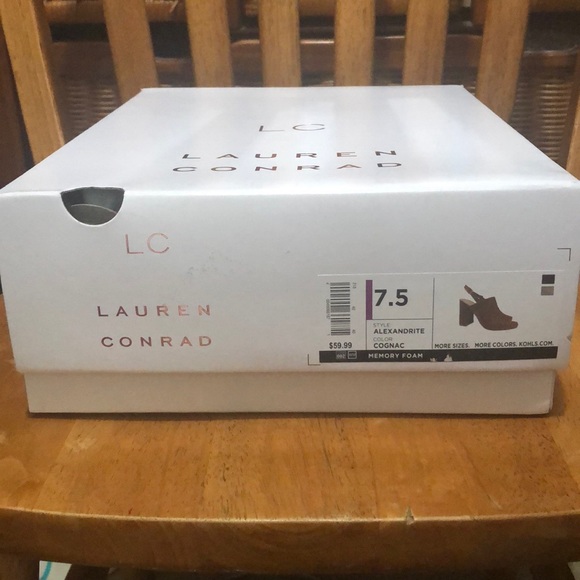 LC
LAUREN
CONRAD
LC
LAUREN
CONRAD
7.5
STYLE
ALEXANDRITE
COLOR
COGNAC
$59.99
MORE SIZES. MORE COLORS. KOHLS.COM.
MEMORY FOAM